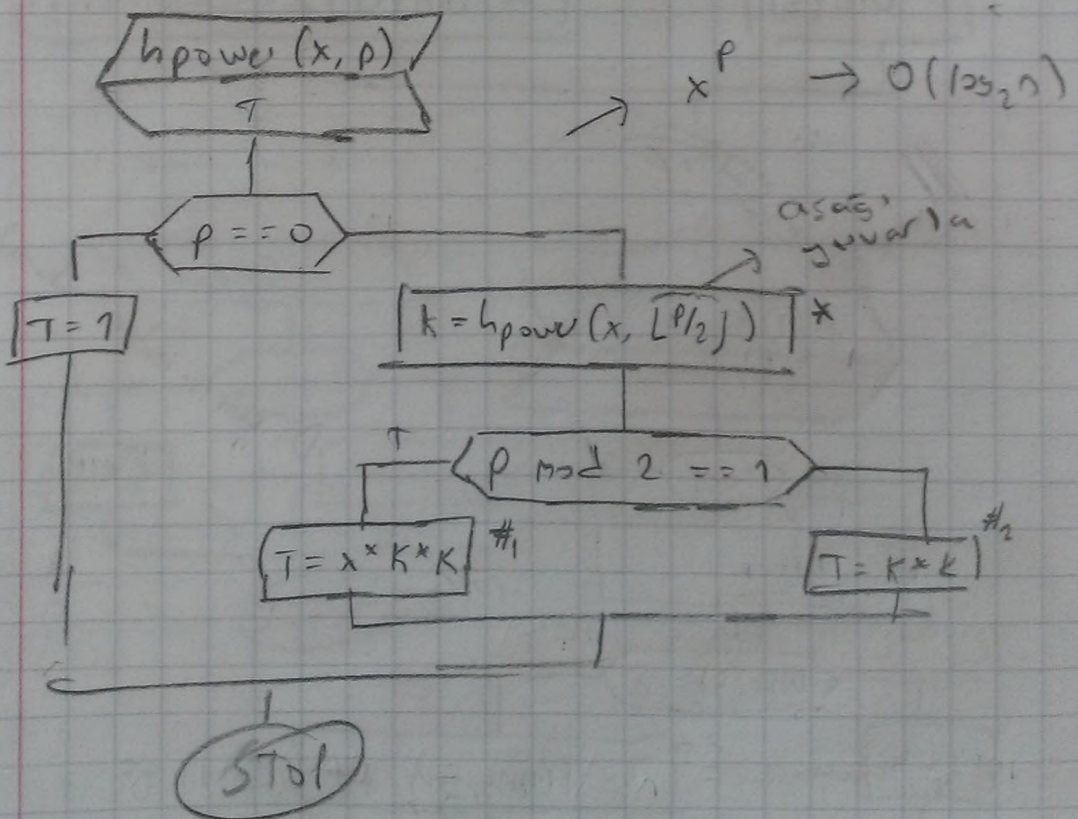 hpower (x, p)
T
x^p → O(log₂n)
p == 0
aşağı
yuvarla
T = 1
K = hpower (x, ⌊p/2⌋) *
T
p mod 2 == 1
T = x * K * K #1
T = K * K #2
STOP